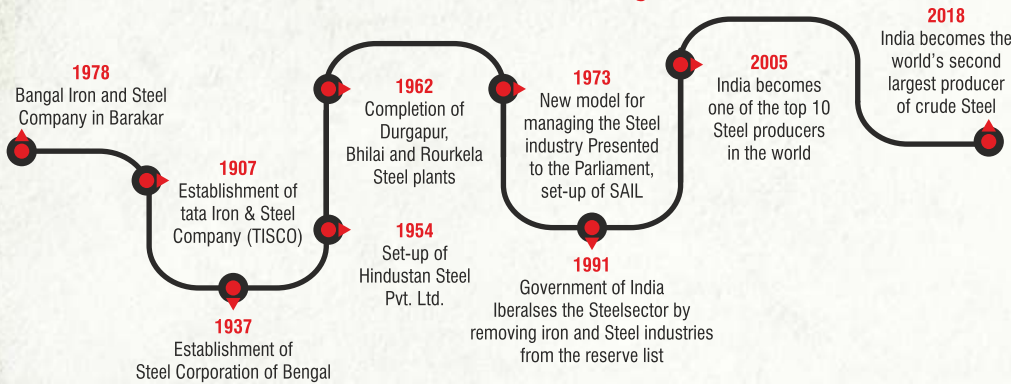 1978
Bangal Iron and Steel
Company in Barakar
1907
Establishment of
tata Iron & Steel
Company (TISCO)
1937
Establishment of
Steel Corporation of Bengal
1954
Set-up of
Hindustan Steel
Pvt. Ltd.
1962
Completion of
Durgapur,
Bhilai and Rourkela
Steel plants
1973
New model for
managing the Steel
industry Presented
to the Parliament,
set-up of SAIL
1991
Government of India
lberalses the Steelsector by
removing iron and Steel industries
from the reserve list
2005
India becomes
one of the top 10
Steel producers
in the world
2018
India becomes the
world's second
largest producer
of crude Steel